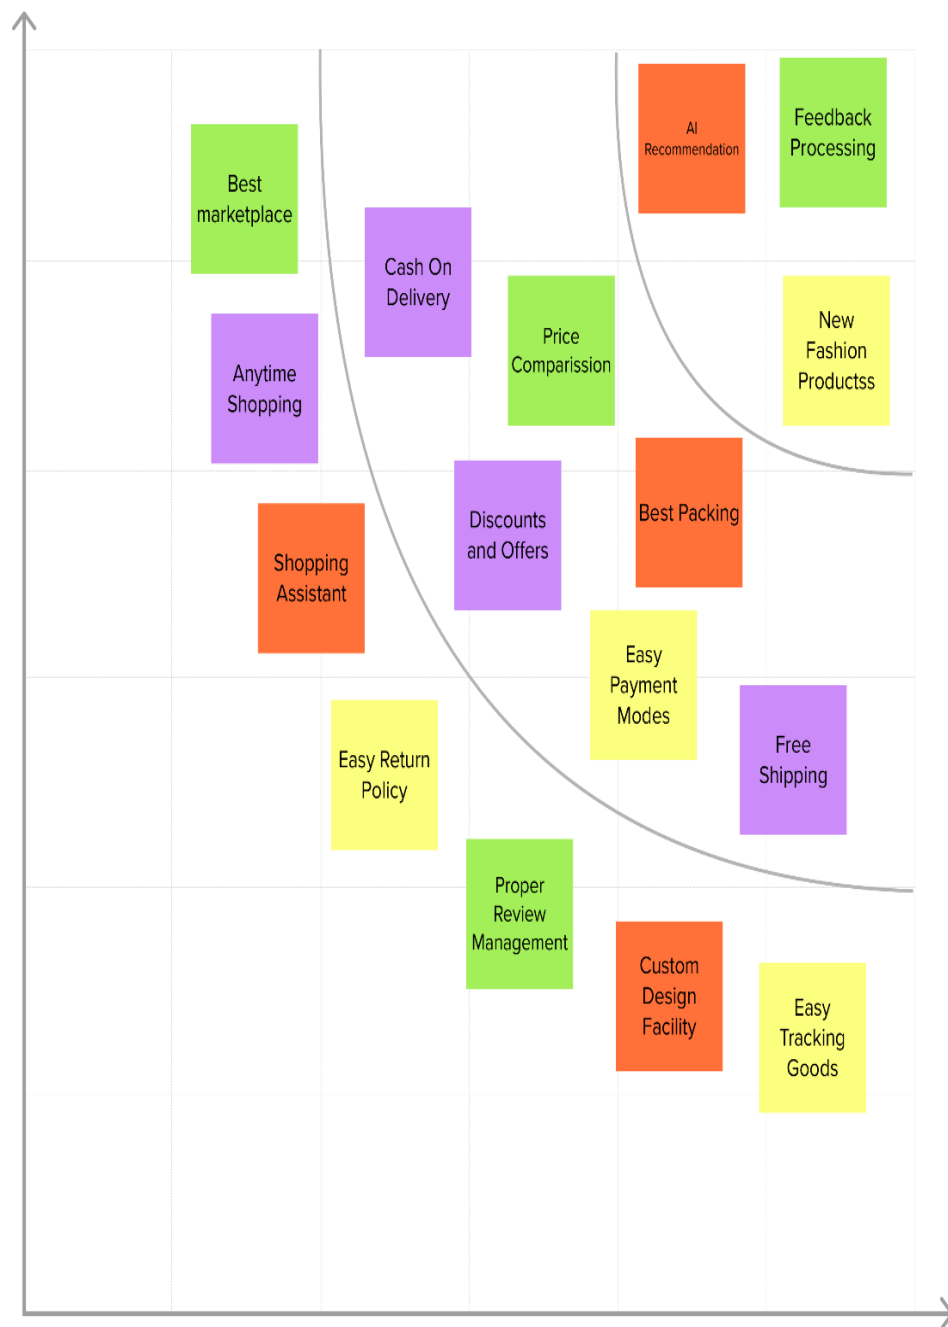 AI
Recommendation
Feedback
Processing
Best
marketplace
Cash On
Delivery
Price
Comparission
New
Fashion
Productss
Anytime
Shopping
Discounts
and Offers
Best Packing
Shopping
Assistant
Easy
Payment
Modes
Free
Shipping
Easy Return
Policy
Proper
Review
Management
Custom
Design
Facility
Easy
Tracking
Goods